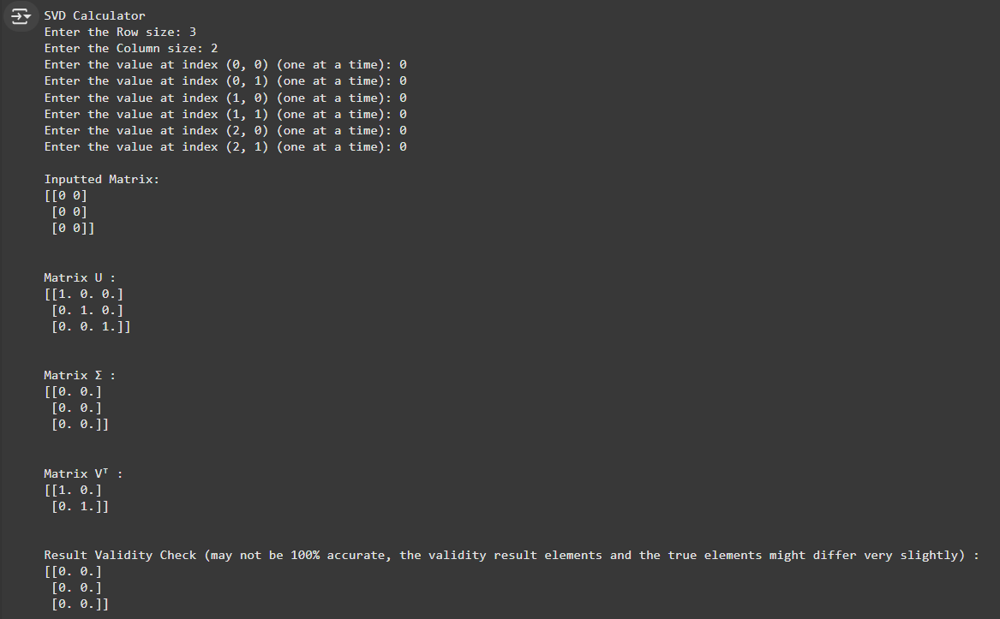 SVD Calculator
Enter the Row size: 3
Enter the Column size: 2
Enter the value at index (0, 0) (one at a time): 0
Enter the value at index (0, 1) (one at a time): 0
Enter the value at index (1, 0) (one at a time): 0
Enter the value at index (1, 1) (one at a time): 0
Enter the value at index (2, 0) (one at a time): 0
Enter the value at index (2, 1) (one at a time): 0
Inputted Matrix:
[[0 0]
 [0 0]
 [0 0]]
Matrix U :
[[1. 0. 0.]
 [0. 1. 0.]
 [0. 0. 1.]]
Matrix Σ :
[[0. 0.]
 [0. 0.]
 [0. 0.]]
Matrix Vᵀ :
[[1. 0.]
 [0. 1.]]
Result Validity Check (may not be 100% accurate, the validity result elements and the true elements might differ very slightly) :
[[0. 0.]
 [0. 0.]
 [0. 0.]]